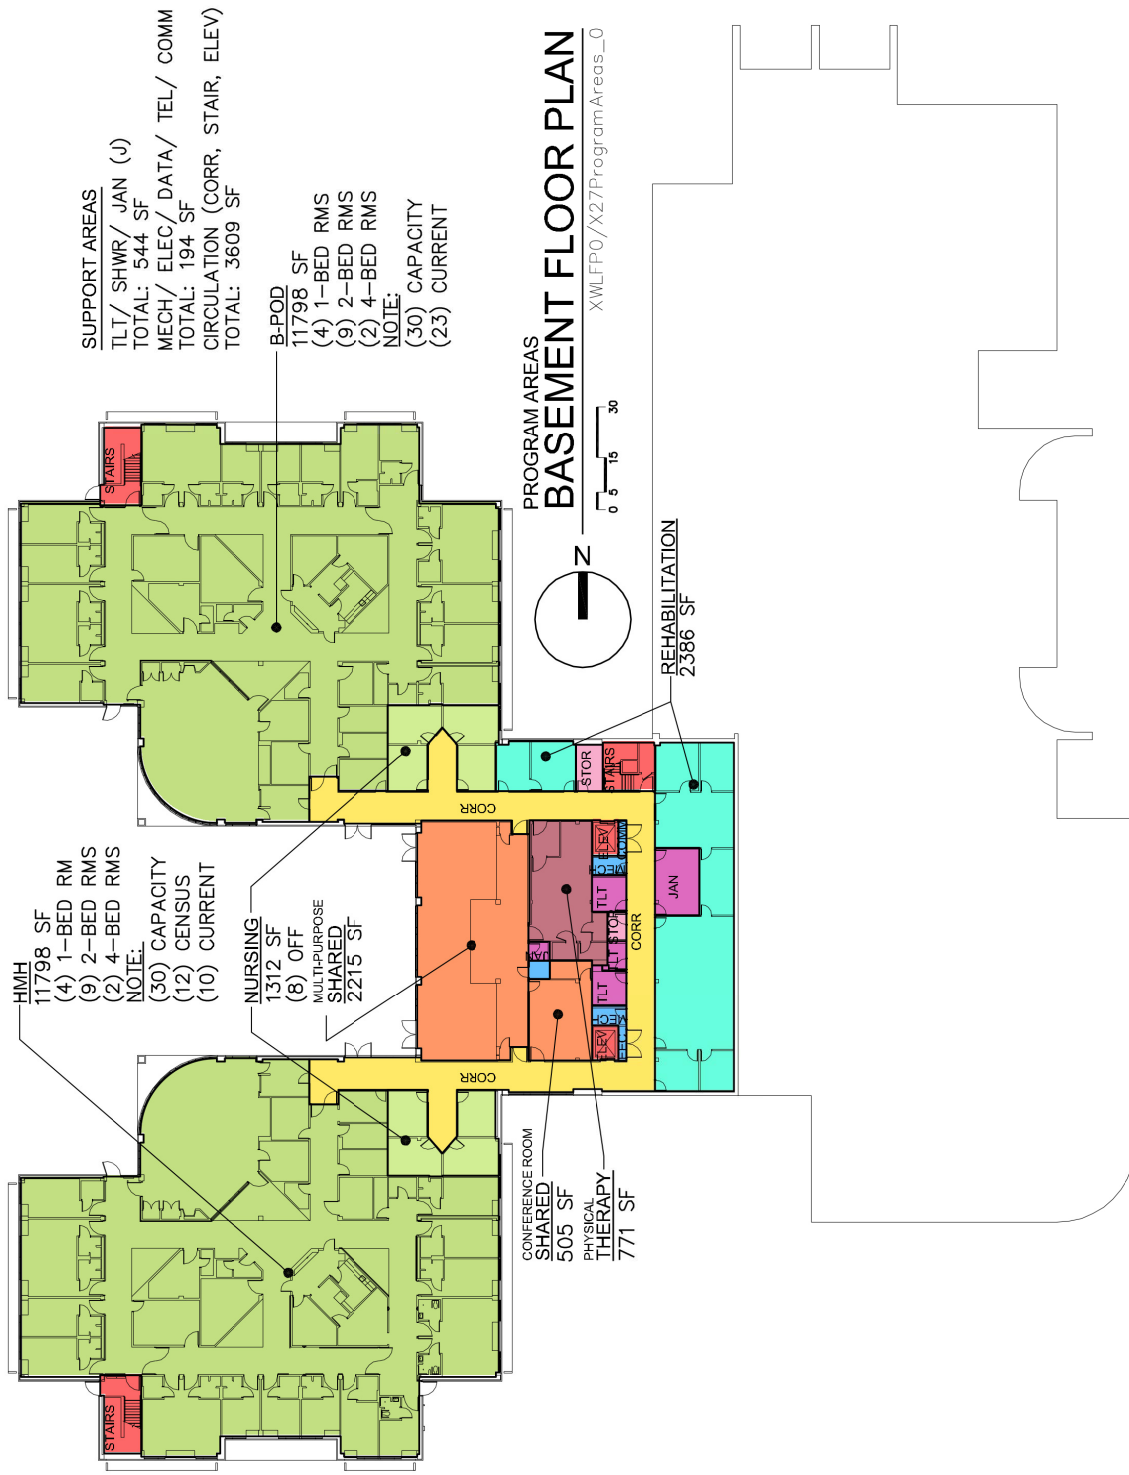 SUPPORT AREAS
TLT/ SHWR/ JAN (J)
TOTAL: 544 SF
MECH/ ELEC/ DATA/ TEL/ COMM
TOTAL: 194 SF
CIRCULATION (CORR, STAIR, ELEV)
TOTAL: 3609 SF
B-POD
11798 SF
(4) 1-BED RMS
(9) 2-BED RMS
(2) 4-BED RMS
NOTE:
(30) CAPACITY
(23) CURRENT
PROGRAM AREAS
BASEMENT FLOOR PLAN
XWLFP0/X27ProgramAreas_0
0 5 15 30
N
REHABILITATION
2386 SF
HMH
11798 SF
(4) 1-BED RM
(9) 2-BED RMS
(2) 4-BED RMS
NOTE:
(30) CAPACITY
(12) CENSUS
(10) CURRENT
NURSING
1312 SF
(8) OFF
MULTI-PURPOSE
SHARED
2215 SF
CONFERENCE ROOM
SHARED
505 SF
PHYSICAL
THERAPY
771 SF
STAIRS
STAIRS
STAIRS
STOR
CORR
CORR
CORR
ELEV
COMM
MECH
TLT
STOR
TLT
JAN
JAN
TLT
MECH
ELEV
ELEC